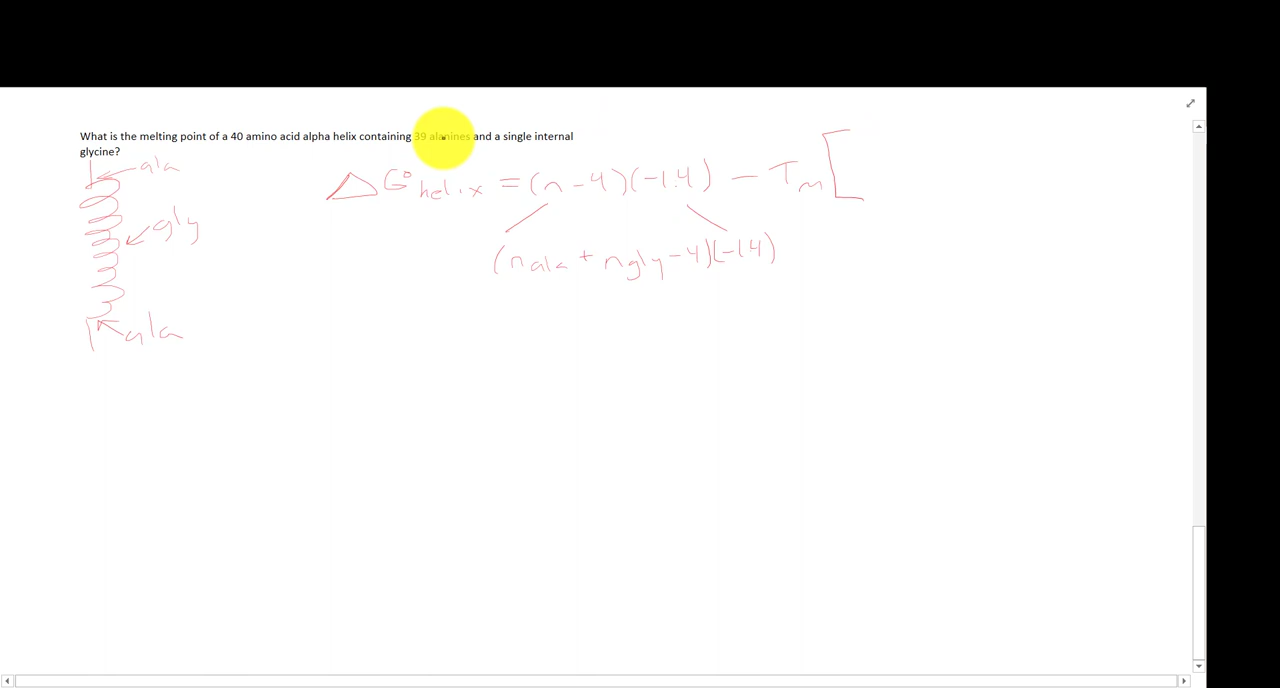 What is the melting point of a 40 amino acid alpha helix containing 39 alanines and a single internal
glycine?
ala
ΔG°helix = (n-4)(-1.4) - Tm[
gly
(nala + ngly-4)(-1.4)
ala